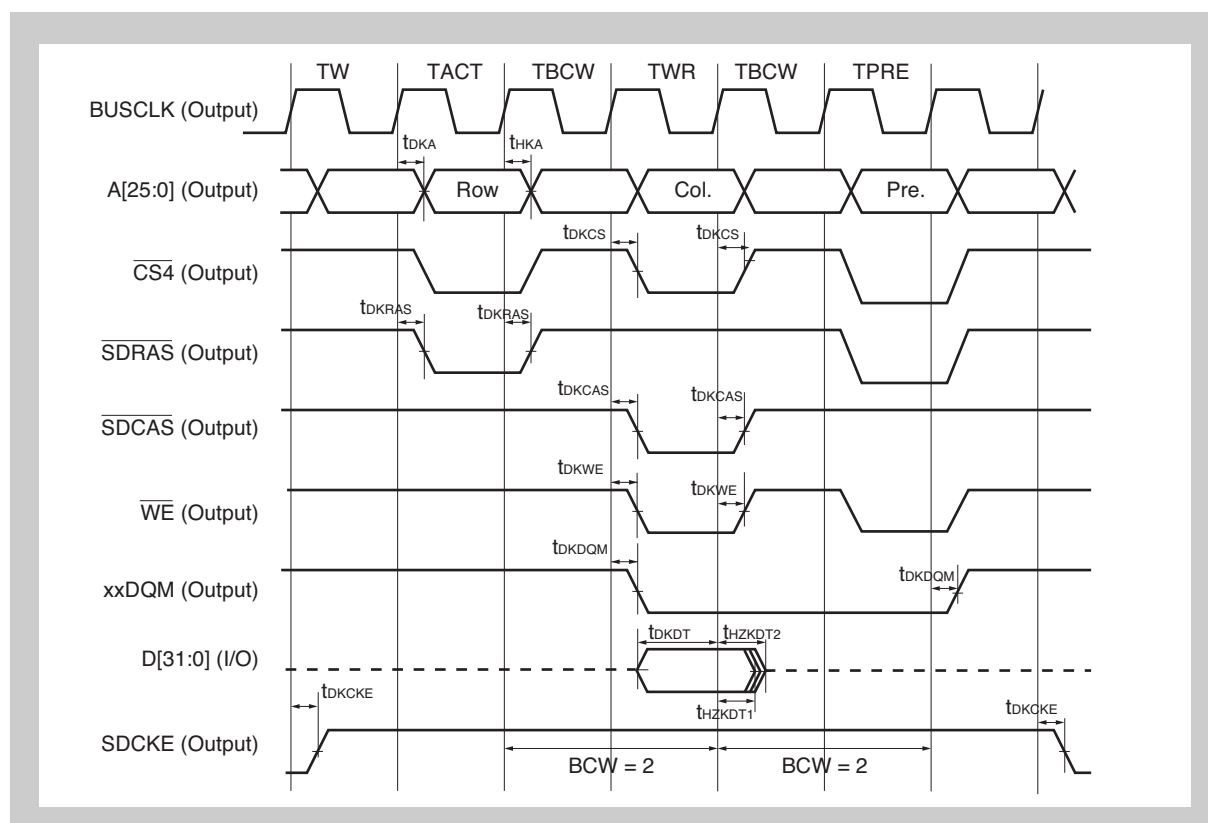 TW TACT TBCW TWR TBCW TPRE
BUSCLK (Output)
tDKA tHKA
A[25:0] (Output) Row Col. Pre.
tDKCS tDKCS
CS4 (Output)
tDKRAS tDKRAS
SDRAS (Output)
tDKCAS tDKCAS
SDCAS (Output)
tDKWE tDKWE
WE (Output)
tDKDQM tDKDQM
xxDQM (Output)
tDKDT tHZKDT2
D[31:0] (I/O)
tHZKDT1
tDKCKE tDKCKE
SDCKE (Output)
BCW = 2 BCW = 2